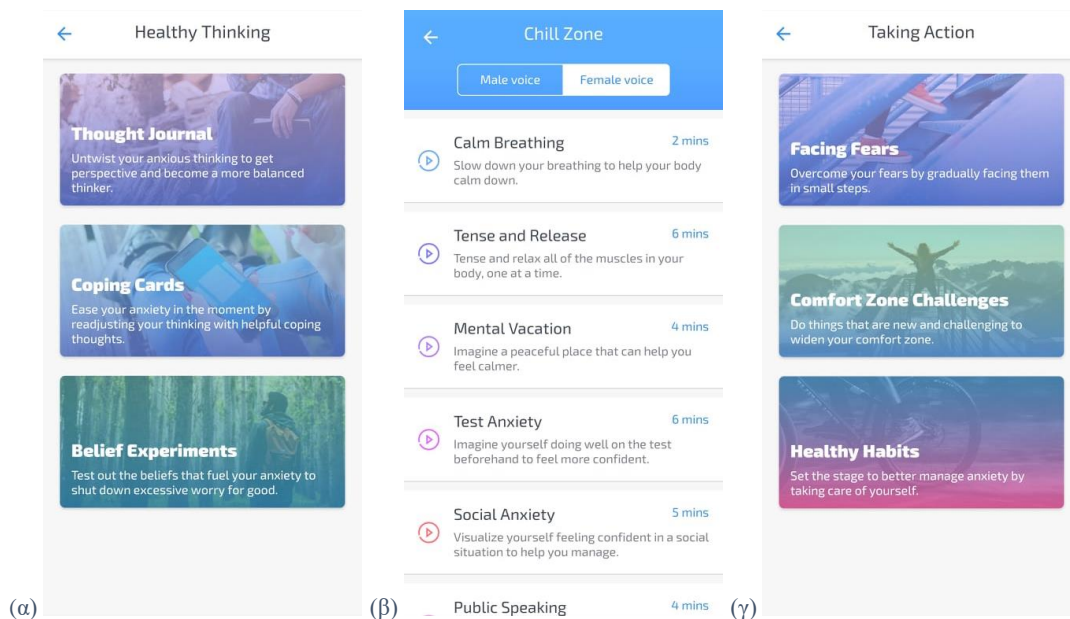 Healthy Thinking
Thought Journal
Untwist your anxious thinking to get
perspective and become a more balanced
thinker.
Coping Cards
Ease your anxiety in the moment by
readjusting your thinking with helpful coping
thoughts.
Belief Experiments
Test out the beliefs that fuel your anxiety to
shut down excessive worry for good.
(α)
Chill Zone
Male voice Female voice
Calm Breathing 2 mins
Slow down your breathing to help your body
calm down.
Tense and Release 6 mins
Tense and relax all of the muscles in your
body, one at a time.
Mental Vacation 4 mins
Imagine a peaceful place that can help you
feel calmer.
Test Anxiety 6 mins
Imagine yourself doing well on the test
beforehand to feel more confident.
Social Anxiety 5 mins
Visualize yourself feeling confident in a social
situation to help you manage.
Public Speaking 4 mins
(β)
Taking Action
Facing Fears
Overcome your fears by gradually facing them
in small steps.
Comfort Zone Challenges
Do things that are new and challenging to
widen your comfort zone.
Healthy Habits
Set the stage to better manage anxiety by
taking care of yourself.
(γ)